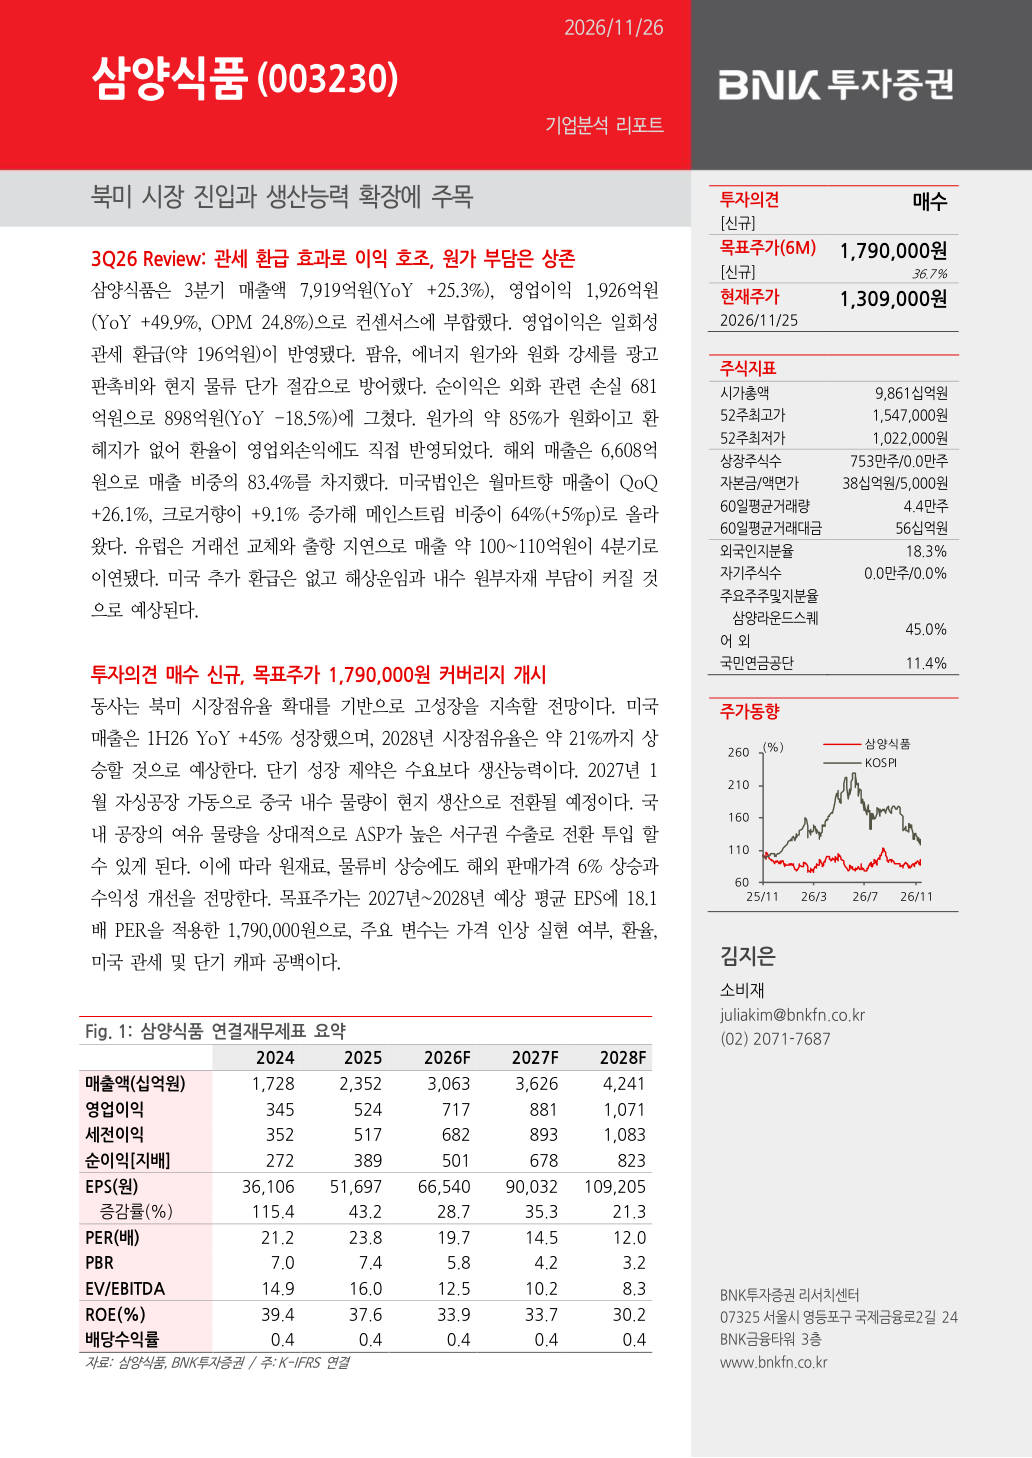 2026/11/26
삼양식품 (003230)
기업분석 리포트
BNK 투자증권
북미 시장 진입과 생산능력 확장에 주목
3Q26 Review: 관세 환급 효과로 이익 호조, 원가 부담은 상존
삼양식품은 3분기 매출액 7,919억원(YoY +25.3%), 영업이익 1,926억원
(YoY +49.9%, OPM 24.8%)으로 컨센서스에 부합했다. 영업이익은 일회성
관세 환급(약 196억원)이 반영됐다. 팜유, 에너지 원가와 원화 강세를 광고
판촉비와 현지 물류 단가 절감으로 방어했다. 순이익은 외화 관련 손실 681
억원으로 898억원(YoY -18.5%)에 그쳤다. 원가의 약 85%가 원화이고 환
헤지가 없어 환율이 영업외손익에도 직접 반영되었다. 해외 매출은 6,608억
원으로 매출 비중의 83.4%를 차지했다. 미국법인은 월마트향 매출이 QoQ
+26.1%, 크로거향이 +9.1% 증가해 메인스트림 비중이 64%(+5%p)로 올라
왔다. 유럽은 거래선 교체와 출항 지연으로 매출 약 100~110억원이 4분기로
이연됐다. 미국 추가 환급은 없고 해상운임과 내수 원부자재 부담이 커질 것
으로 예상된다.
투자의견 매수 신규, 목표주가 1,790,000원 커버리지 개시
동사는 북미 시장점유율 확대를 기반으로 고성장을 지속할 전망이다. 미국
매출은 1H26 YoY +45% 성장했으며, 2028년 시장점유율은 약 21%까지 상
승할 것으로 예상한다. 단기 성장 제약은 수요보다 생산능력이다. 2027년 1
월 자싱공장 가동으로 중국 내수 물량이 현지 생산으로 전환될 예정이다. 국
내 공장의 여유 물량을 상대적으로 ASP가 높은 서구권 수출로 전환 투입 할
수 있게 된다. 이에 따라 원재료, 물류비 상승에도 해외 판매가격 6% 상승과
수익성 개선을 전망한다. 목표주가는 2027년~2028년 예상 평균 EPS에 18.1
배 PER을 적용한 1,790,000원으로, 주요 변수는 가격 인상 실현 여부, 환율,
미국 관세 및 단기 캐파 공백이다.
Fig. 1: 삼양식품 연결재무제표 요약
2024 2025 2026F 2027F 2028F
매출액(십억원) 1,728 2,352 3,063 3,626 4,241
영업이익 345 524 717 881 1,071
세전이익 352 517 682 893 1,083
순이익[지배] 272 389 501 678 823
EPS(원) 36,106 51,697 66,540 90,032 109,205
증감률(%) 115.4 43.2 28.7 35.3 21.3
PER(배) 21.2 23.8 19.7 14.5 12.0
PBR 7.0 7.4 5.8 4.2 3.2
EV/EBITDA 14.9 16.0 12.5 10.2 8.3
ROE(%) 39.4 37.6 33.9 33.7 30.2
배당수익률 0.4 0.4 0.4 0.4 0.4
자료: 삼양식품, BNK투자증권 / 주: K-IFRS 연결
투자의견 매수
[신규]
목표주가(6M) 1,790,000원
[신규] 36.7%
현재주가 1,309,000원
2026/11/25
주식지표
시가총액 9,861십억원
52주최고가 1,547,000원
52주최저가 1,022,000원
상장주식수 753만주/0.0만주
자본금/액면가 38십억원/5,000원
60일평균거래량 4.4만주
60일평균거래대금 56십억원
외국인지분율 18.3%
자기주식수 0.0만주/0.0%
주요주주및지분율
삼양라운드스퀘
어 외 45.0%
국민연금공단 11.4%
주가동향
(%)
삼양식품
KOSPI
260
210
160
110
60
25/11 26/3 26/7 26/11
김지은
소비재
juliakim@bnkfn.co.kr
(02) 2071-7687
BNK투자증권 리서치센터
07325 서울시 영등포구 국제금융로2길 24
BNK금융타워 3층
www.bnkfn.co.kr